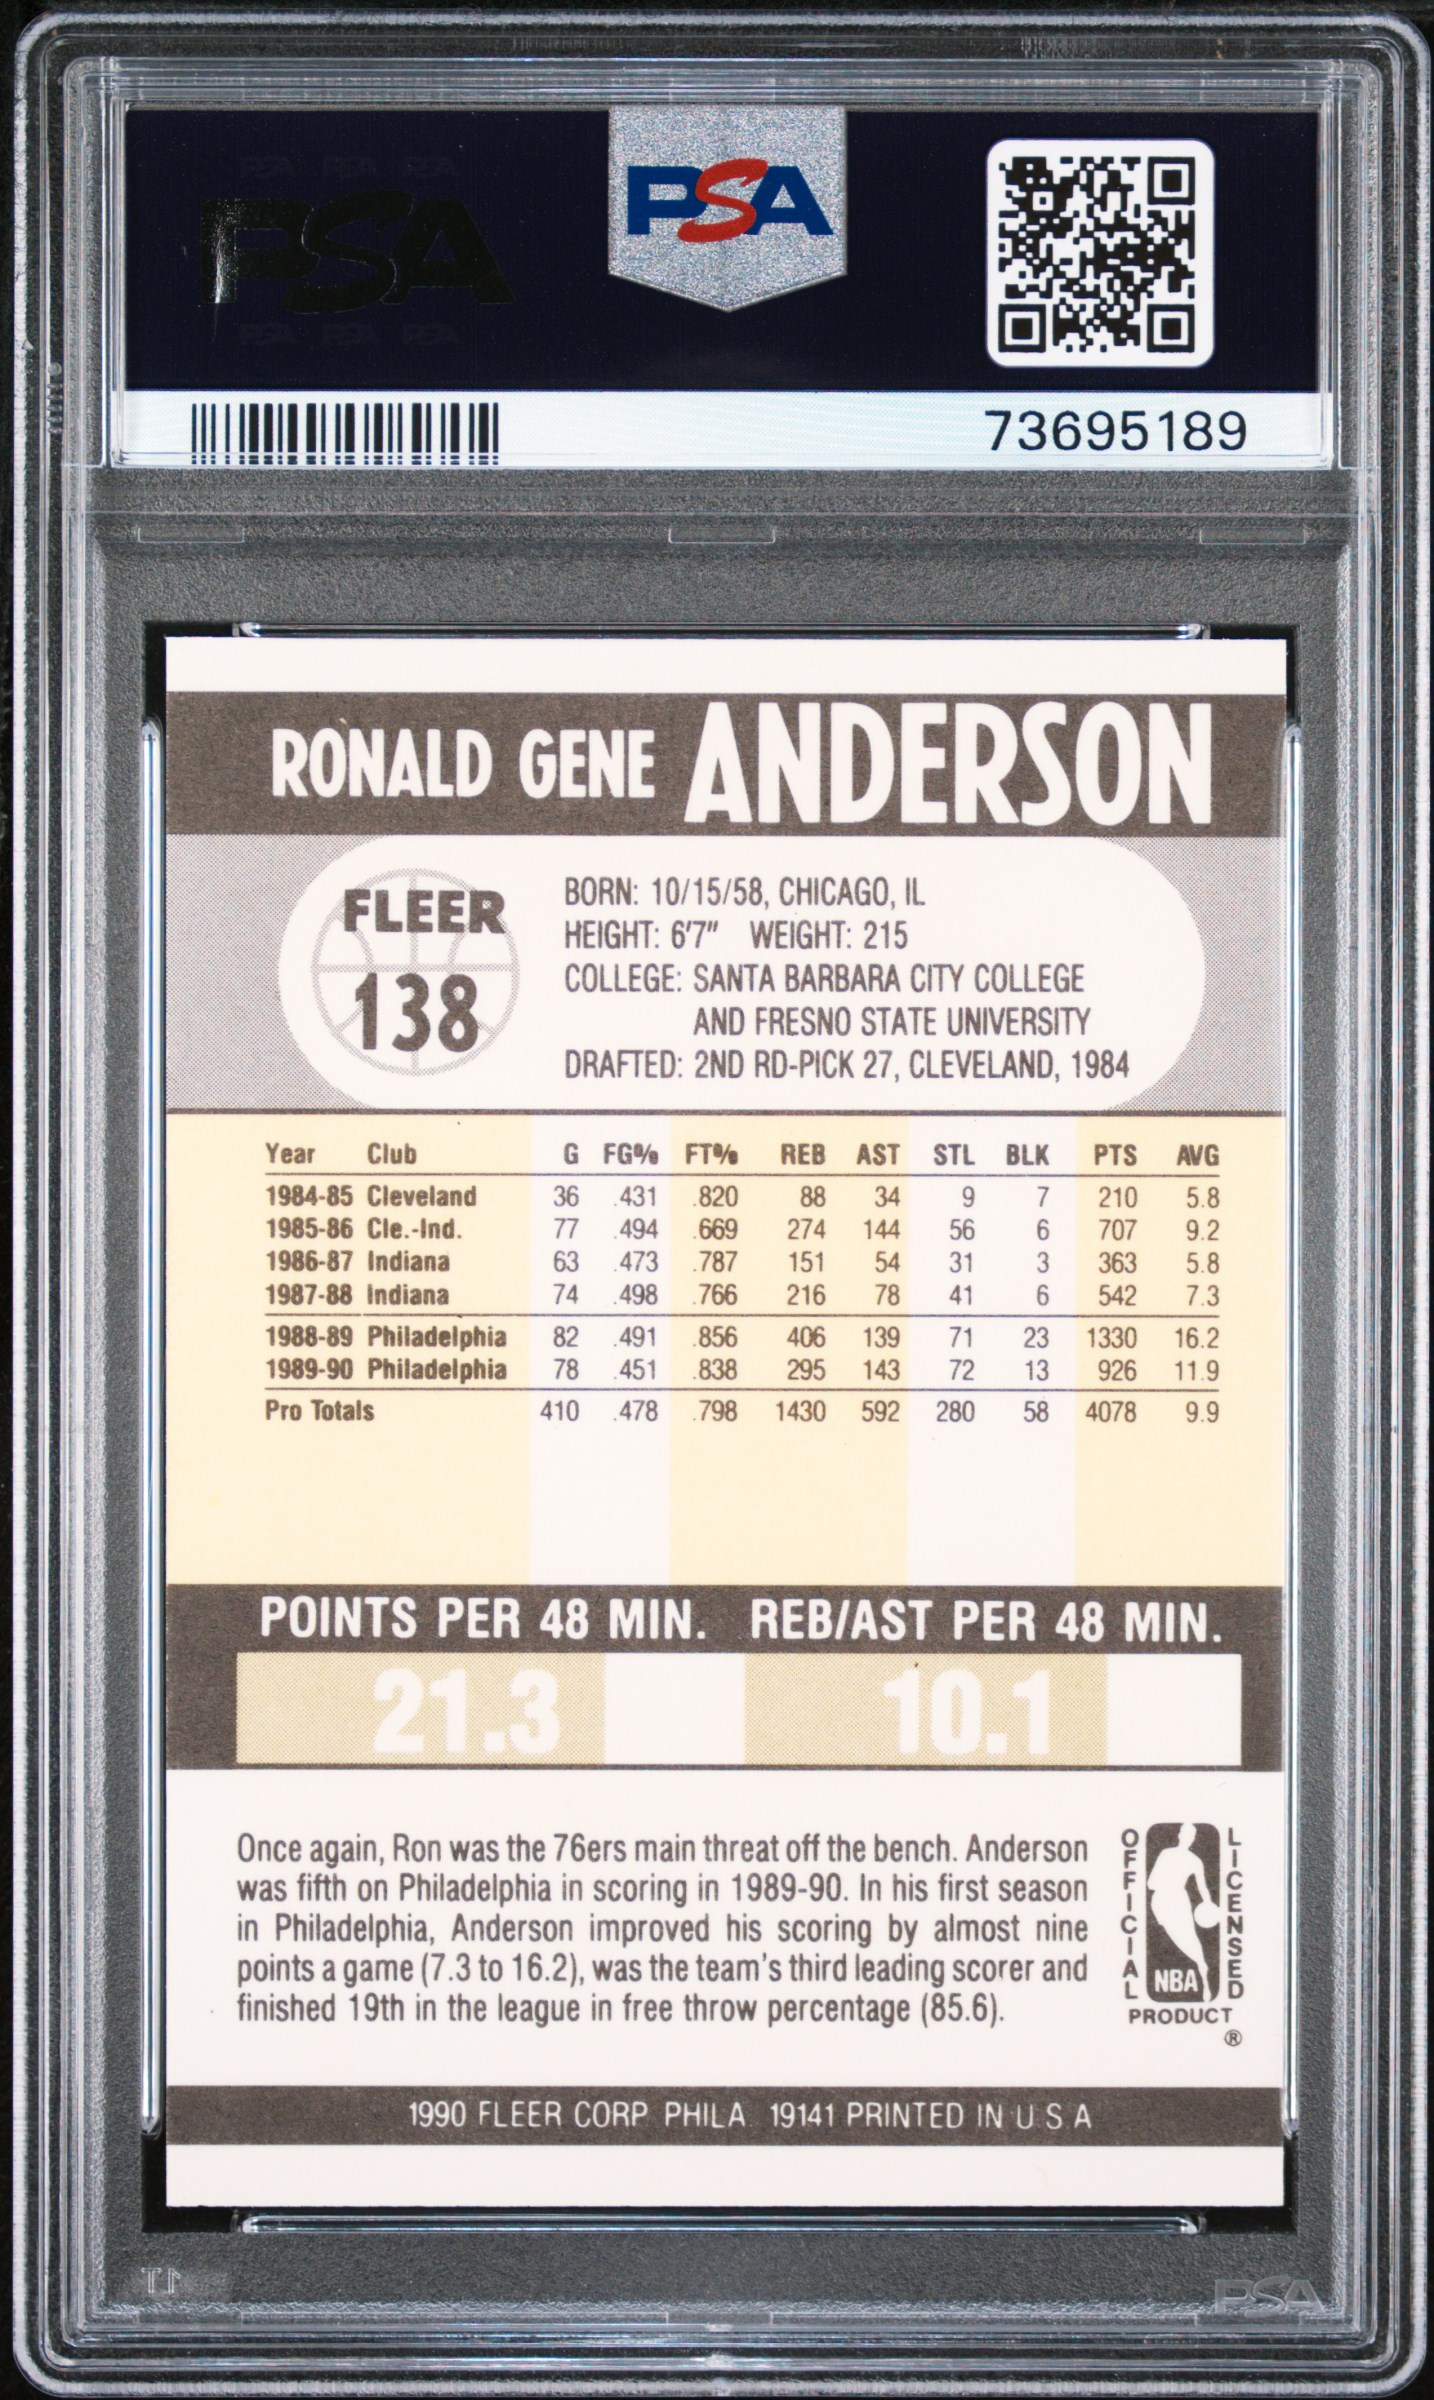 PSA PSA PSA
PSA
PSA
PSA PSA PSA
73695189
RONALD GENE ANDERSON
FLEER
138
BORN: 10/15/58, CHICAGO, IL
HEIGHT: 6'7" WEIGHT: 215
COLLEGE: SANTA BARBARA CITY COLLEGE
AND FRESNO STATE UNIVERSITY
DRAFTED: 2ND RD-PICK 27, CLEVELAND, 1984
Year Club G FG% FT% REB AST STL BLK PTS AVG
1984-85 Cleveland 36 .431 .820 88 34 9 7 210 5.8
1985-86 Cle.-Ind. 77 .494 .669 274 144 56 6 707 9.2
1986-87 Indiana 63 .473 .787 151 54 31 3 363 5.8
1987-88 Indiana 74 .498 .766 216 78 41 6 542 7.3
1988-89 Philadelphia 82 .491 .856 406 139 71 23 1330 16.2
1989-90 Philadelphia 78 .451 .838 295 143 72 13 926 11.9
Pro Totals 410 .478 .798 1430 592 280 58 4078 9.9
POINTS PER 48 MIN. REB/AST PER 48 MIN.
21.3 10.1
Once again, Ron was the 76ers main threat off the bench. Anderson
was fifth on Philadelphia in scoring in 1989-90. In his first season
in Philadelphia, Anderson improved his scoring by almost nine
points a game (7.3 to 16.2), was the team's third leading scorer and
finished 19th in the league in free throw percentage (85.6).
OFFICIAL
LICENSED
NBA
PRODUCT
®
1990 FLEER CORP PHILA 19141 PRINTED IN U S A
PSA